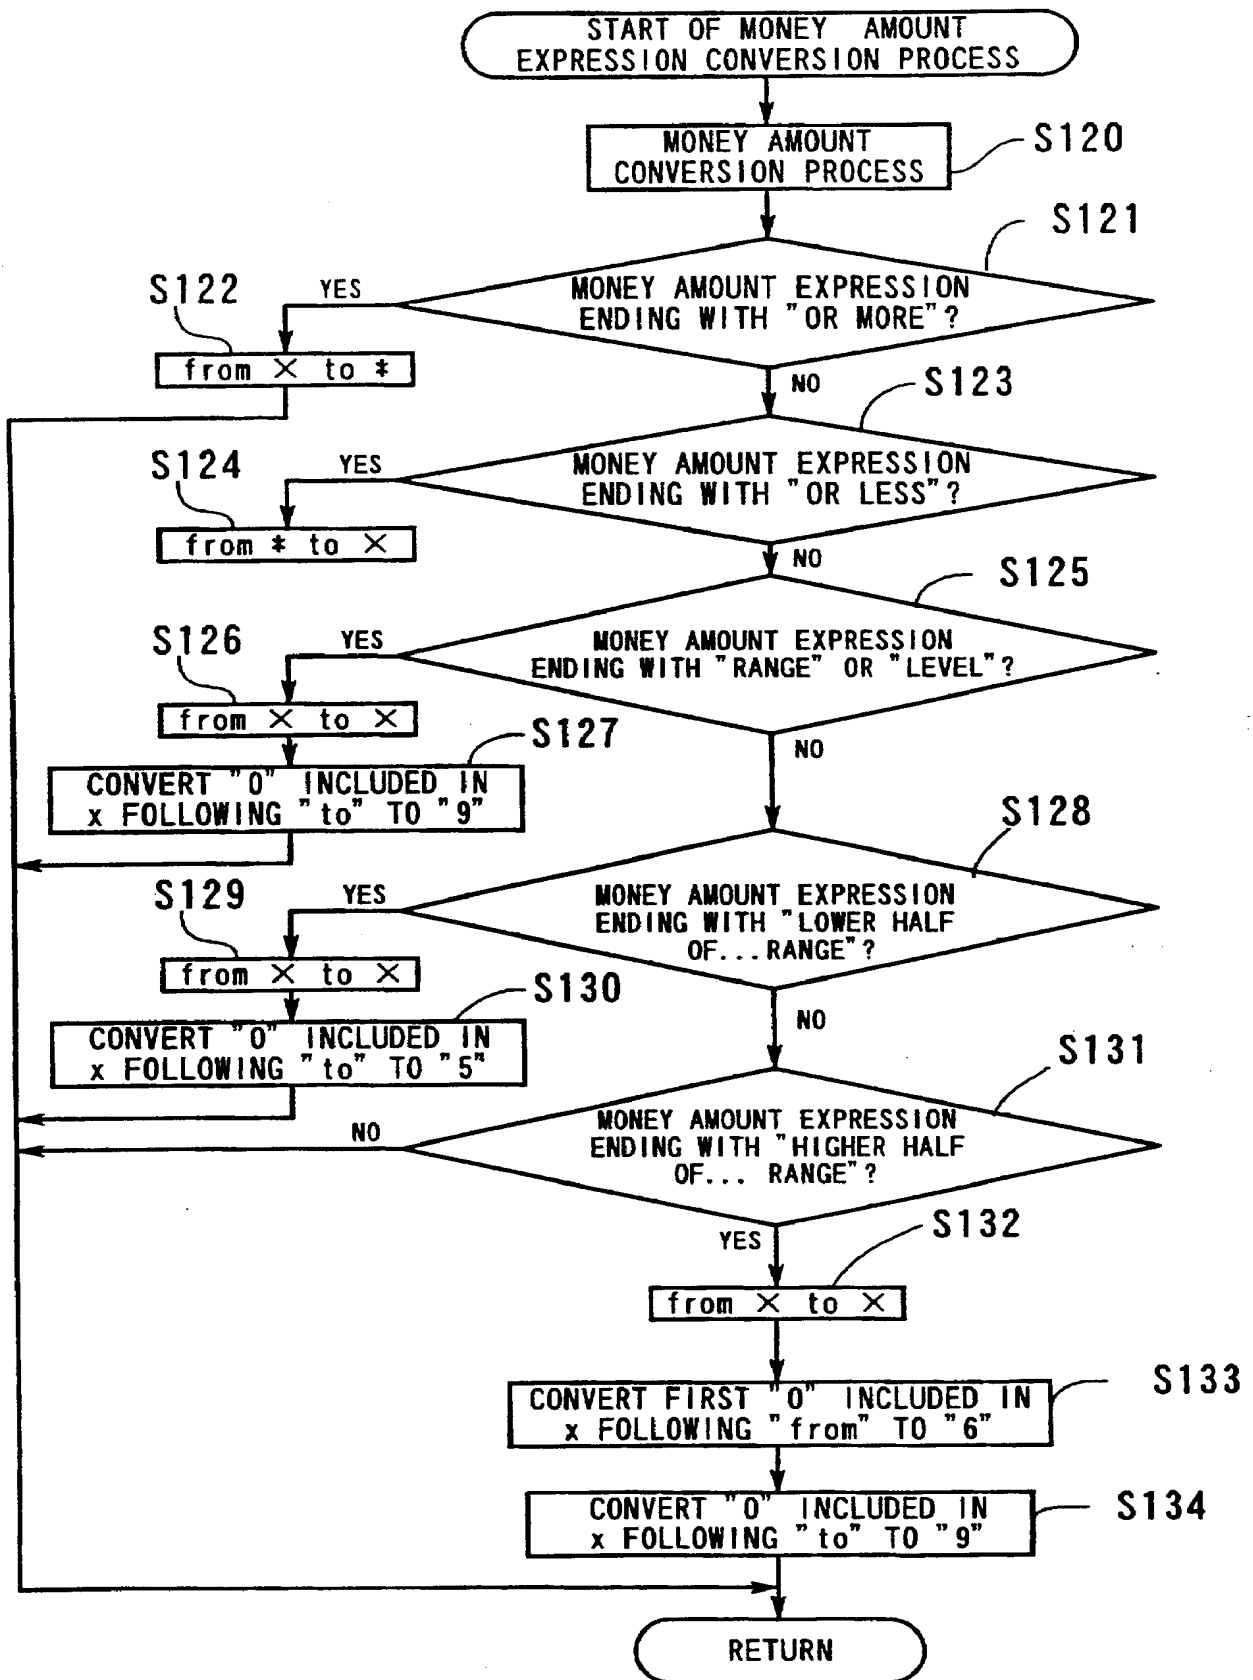 START OF MONEY AMOUNT
EXPRESSION CONVERSION PROCESS
MONEY AMOUNT
CONVERSION PROCESS
S120
S121
MONEY AMOUNT EXPRESSION
ENDING WITH "OR MORE"?
YES
S122
from × to *
NO
S123
MONEY AMOUNT EXPRESSION
ENDING WITH "OR LESS"?
YES
S124
from * to ×
NO
S125
MONEY AMOUNT EXPRESSION
ENDING WITH "RANGE" OR "LEVEL"?
YES
S126
from × to ×
S127
CONVERT "0" INCLUDED IN
x FOLLOWING "to" TO "9"
NO
S128
MONEY AMOUNT EXPRESSION
ENDING WITH "LOWER HALF
OF...RANGE"?
YES
S129
from × to ×
S130
CONVERT "0" INCLUDED IN
x FOLLOWING "to" TO "5"
NO
S131
MONEY AMOUNT EXPRESSION
ENDING WITH "HIGHER HALF
OF... RANGE"?
NO
YES
S132
from × to ×
S133
CONVERT FIRST "0" INCLUDED IN
x FOLLOWING "from" TO "6"
S134
CONVERT "0" INCLUDED IN
x FOLLOWING "to" TO "9"
RETURN